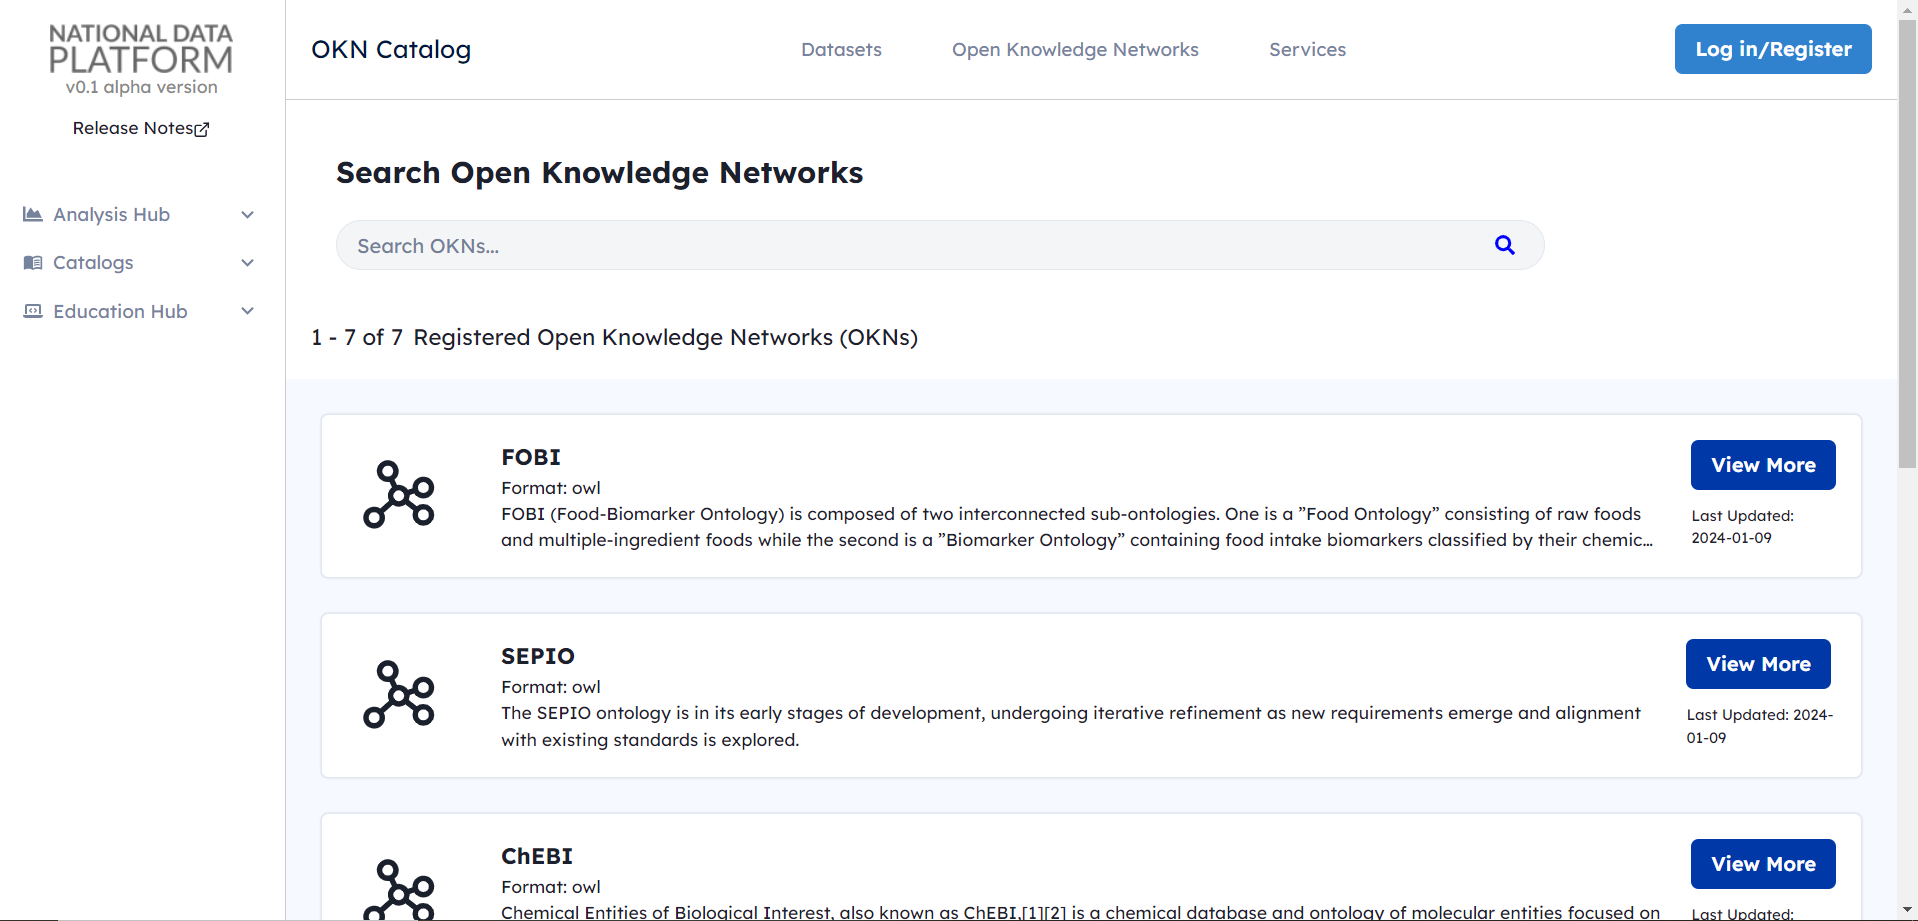 NATIONAL DATA
PLATFORM
v0.1 alpha version
Release Notes
Analysis Hub
Catalogs
Education Hub
OKN Catalog
Datasets
Open Knowledge Networks
Services
Log in/Register
Search Open Knowledge Networks
Search OKNs...
1 - 7 of 7 Registered Open Knowledge Networks (OKNs)
FOBI
Format: owl
FOBI (Food-Biomarker Ontology) is composed of two interconnected sub-ontologies. One is a ”Food Ontology” consisting of raw foods
and multiple-ingredient foods while the second is a ”Biomarker Ontology” containing food intake biomarkers classified by their chemic...
View More
Last Updated:
2024-01-09
SEPIO
Format: owl
The SEPIO ontology is in its early stages of development, undergoing iterative refinement as new requirements emerge and alignment
with existing standards is explored.
View More
Last Updated: 2024-
01-09
ChEBI
Format: owl
Chemical Entities of Biological Interest, also known as ChEBI,[1][2] is a chemical database and ontology of molecular entities focused on
View More
Last Updated: